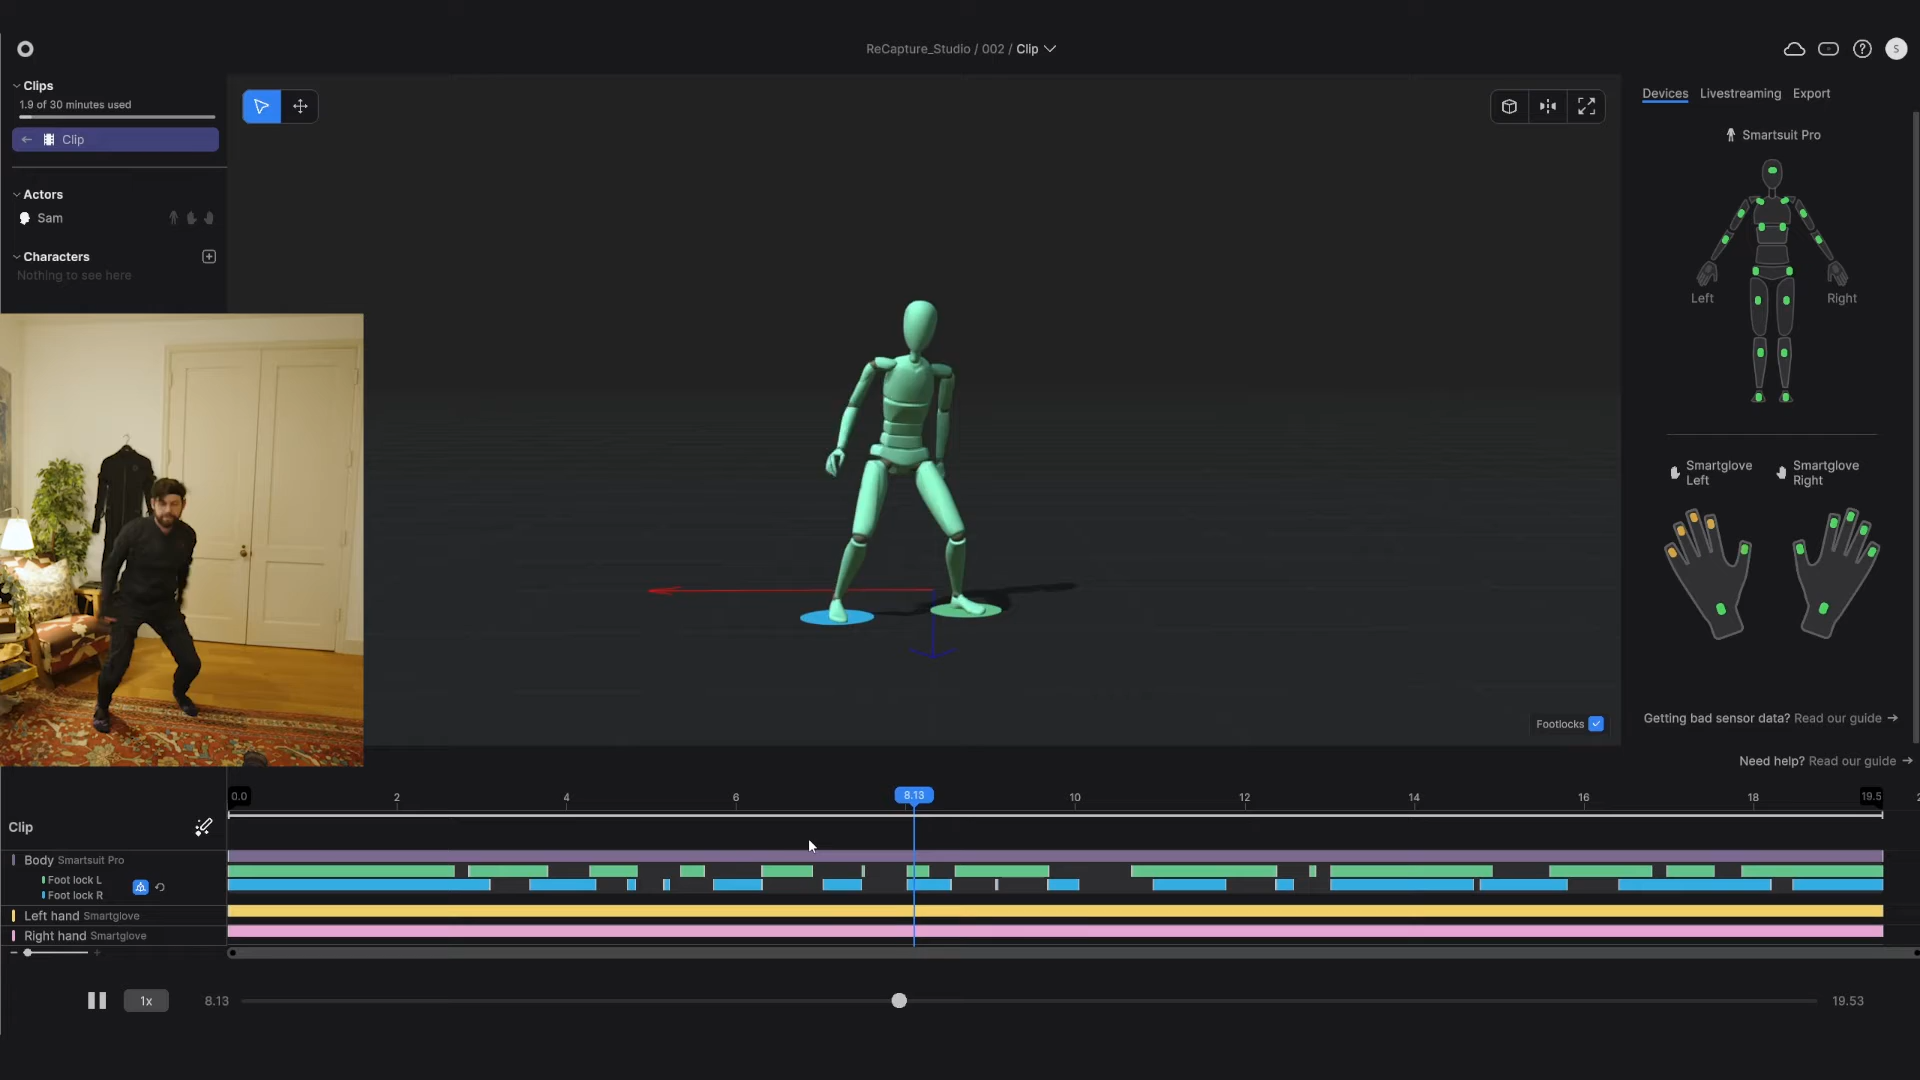 ReCapture_Studio / 002 / Clip
S
Clips
1.9 of 30 minutes used
Clip
Actors
Sam
Characters
Nothing to see here
Devices Livestreaming Export
Smartsuit Pro
Left Right
Smartglove Left
Smartglove Right
Getting bad sensor data? Read our guide →
Footlocks
Need help? Read our guide →
0.0 2 4 6 8.13 10 12 14 16 18 19.5
Clip
Body Smartsuit Pro
Foot lock L
Foot lock R
Left hand Smartglove
Right hand Smartglove
1x 8.13 19.53